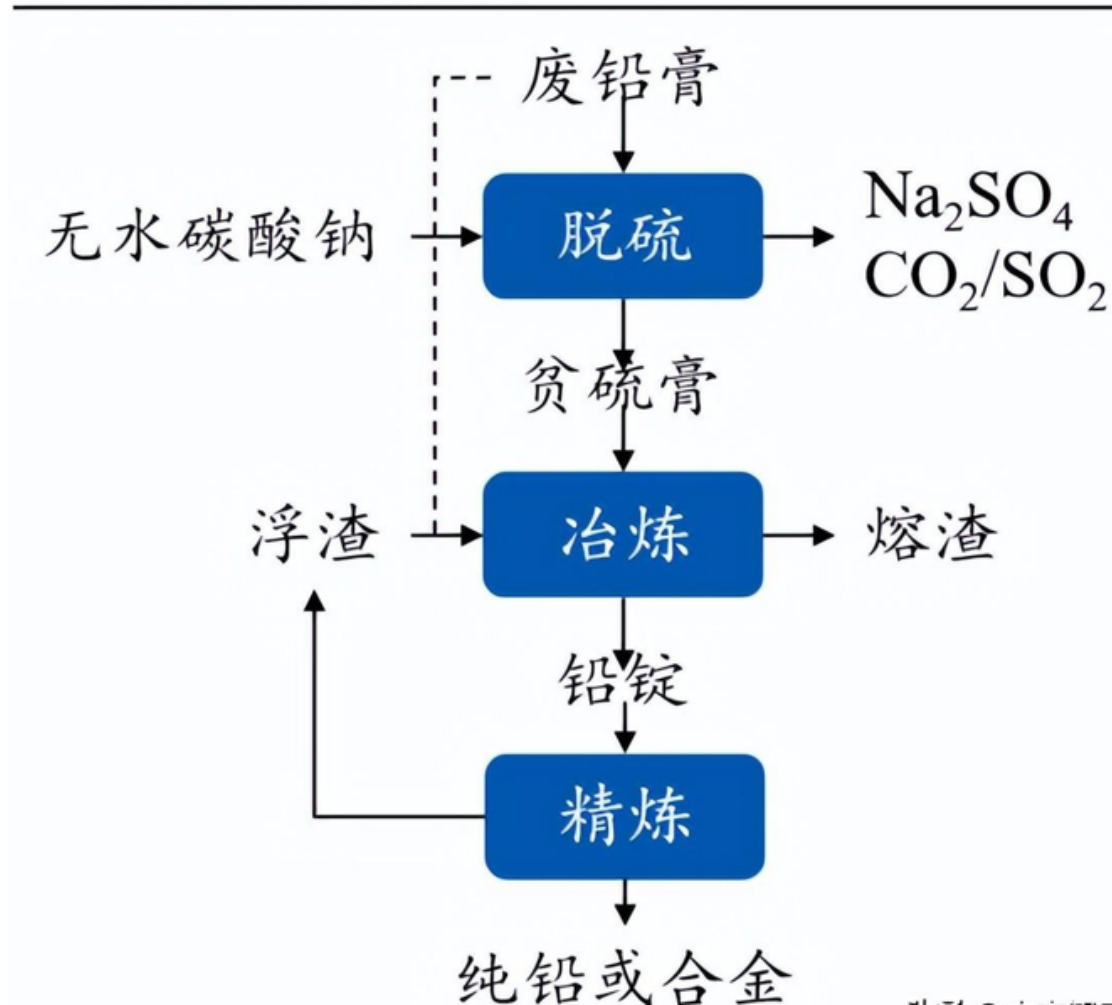 废铅膏
无水碳酸钠
脱硫
Na₂SO₄
CO₂/SO₂
贫硫膏
浮渣
冶炼
熔渣
铅锭
精炼
纯铅或合金